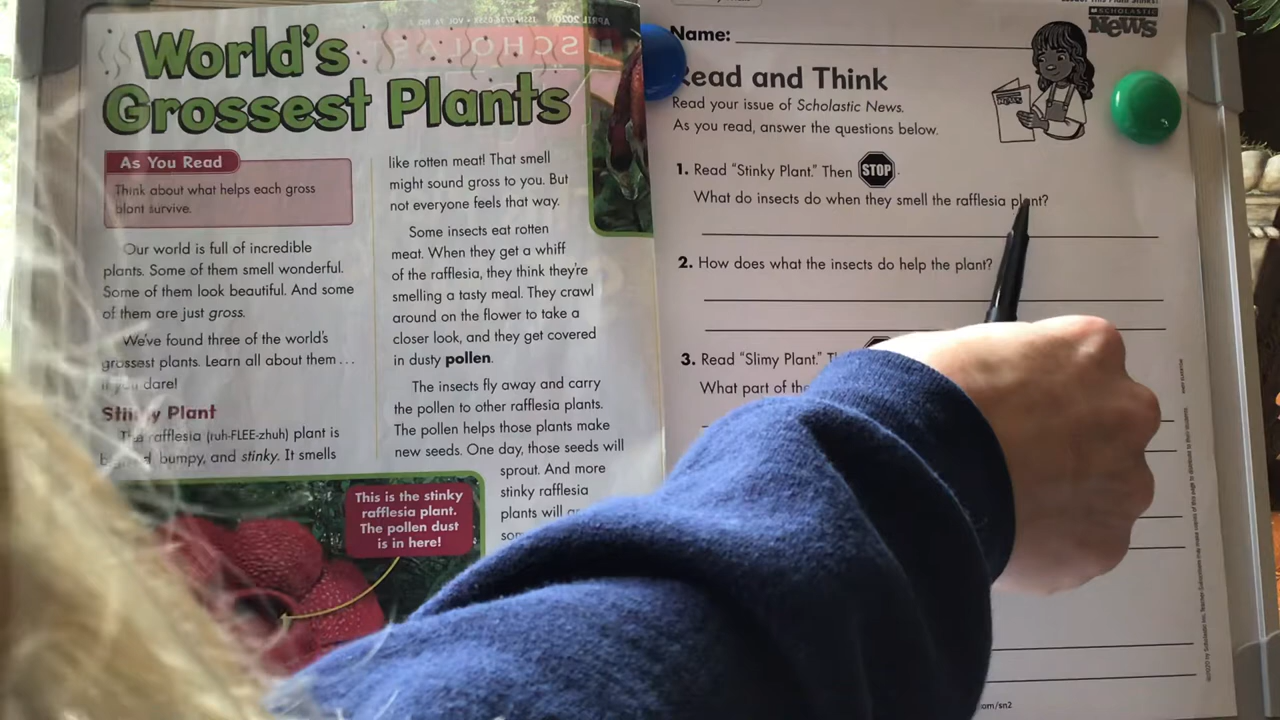 World's
Grossest Plants
As You Read
Think about what helps each gross
plant survive.
Our world is full of incredible
plants. Some of them smell wonderful.
Some of them look beautiful. And some
of them are just gross.
We've found three of the world's
grossest plants. Learn all about them...
if you dare!
Stinky Plant
The rafflesia (ruh-FLEE-zhuh) plant is
bumpy, and stinky. It smells
like rotten meat! That smell
might sound gross to you. But
not everyone feels that way.
Some insects eat rotten
meat. When they get a whiff
of the rafflesia, they think they're
smelling a tasty meal. They crawl
around on the flower to take a
closer look, and they get covered
in dusty pollen.
The insects fly away and carry
the pollen to other rafflesia plants.
The pollen helps those plants make
new seeds. One day, those seeds will
sprout. And more
stinky rafflesia
plants will
This is the stinky
rafflesia plant.
The pollen dust
is in here!
APRIL 2020
SCHOLAS
SCHOLASTIC
News
Name:
Read and Think
Read your issue of Scholastic News.
As you read, answer the questions below.
1. Read "Stinky Plant." Then STOP.
What do insects do when they smell the rafflesia plant?
2. How does what the insects do help the plant?
3. Read "Slimy Plant."
What part of the
NEWS
.com/sn2